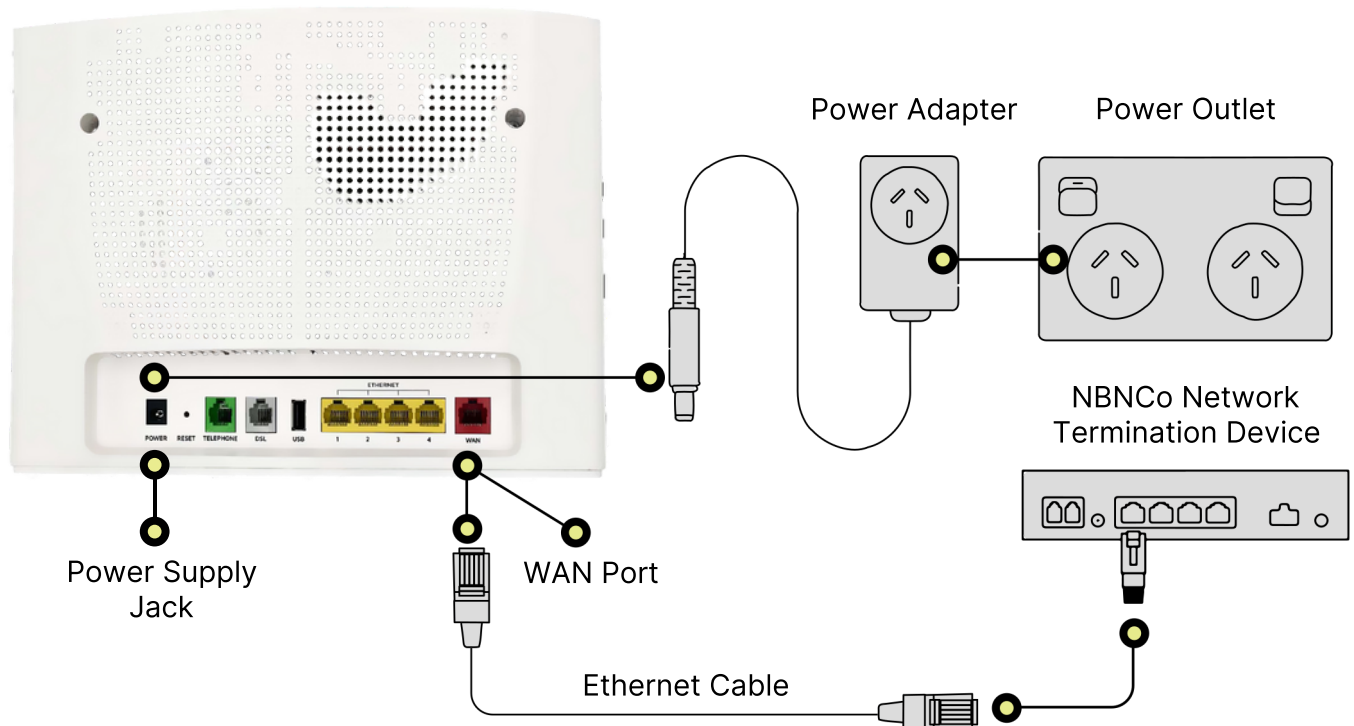 Power Adapter
Power Outlet
ETHERNET
POWER
RESET
TELEPHONE
DSL
USB
1
2
3
4
WAN
NBNCo Network
Termination Device
Power Supply
Jack
WAN Port
Ethernet Cable